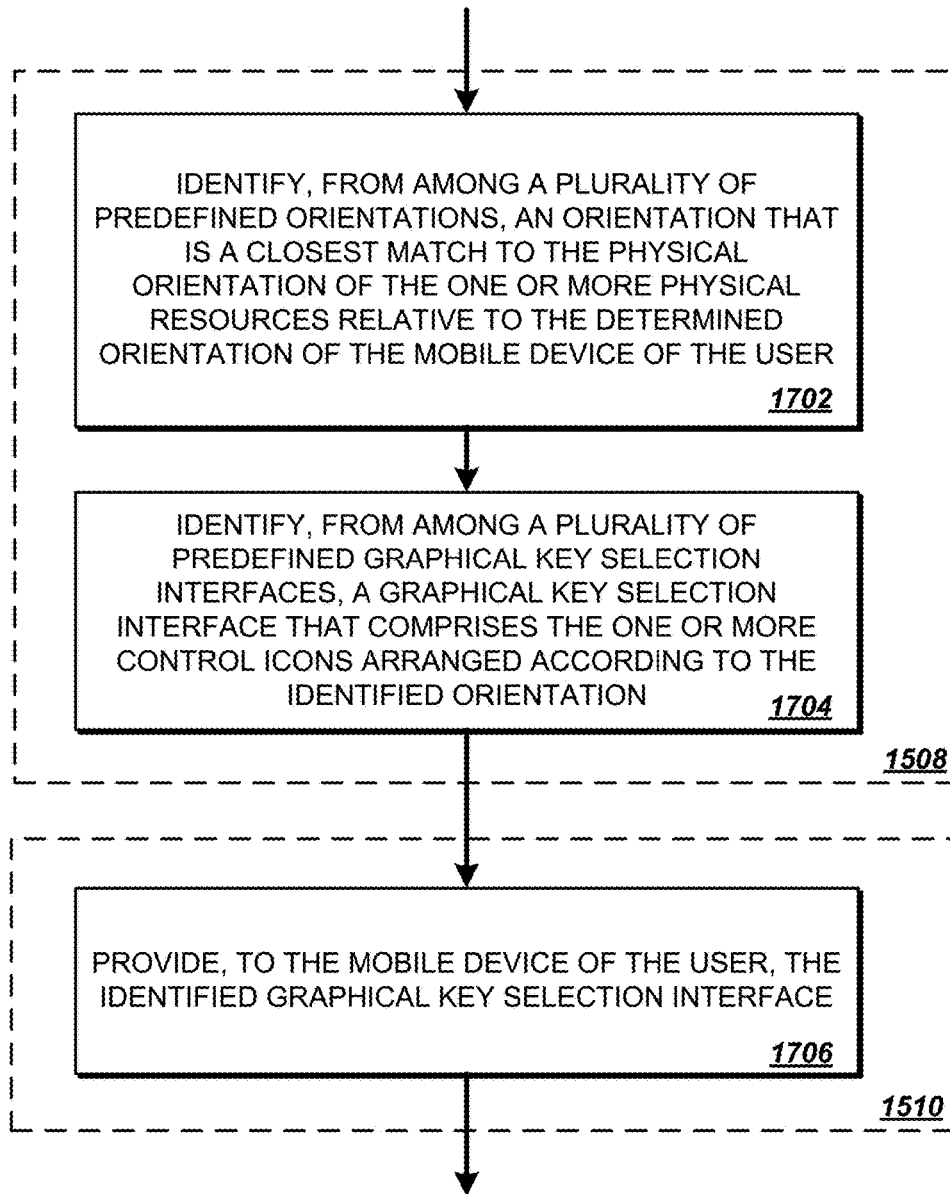 IDENTIFY, FROM AMONG A PLURALITY OF
PREDEFINED ORIENTATIONS, AN ORIENTATION THAT
IS A CLOSEST MATCH TO THE PHYSICAL
ORIENTATION OF THE ONE OR MORE PHYSICAL
RESOURCES RELATIVE TO THE DETERMINED
ORIENTATION OF THE MOBILE DEVICE OF THE USER
1702
IDENTIFY, FROM AMONG A PLURALITY OF
PREDEFINED GRAPHICAL KEY SELECTION
INTERFACES, A GRAPHICAL KEY SELECTION
INTERFACE THAT COMPRISES THE ONE OR MORE
CONTROL ICONS ARRANGED ACCORDING TO THE
IDENTIFIED ORIENTATION
1704
1508
PROVIDE, TO THE MOBILE DEVICE OF THE USER, THE
IDENTIFIED GRAPHICAL KEY SELECTION INTERFACE
1706
1510